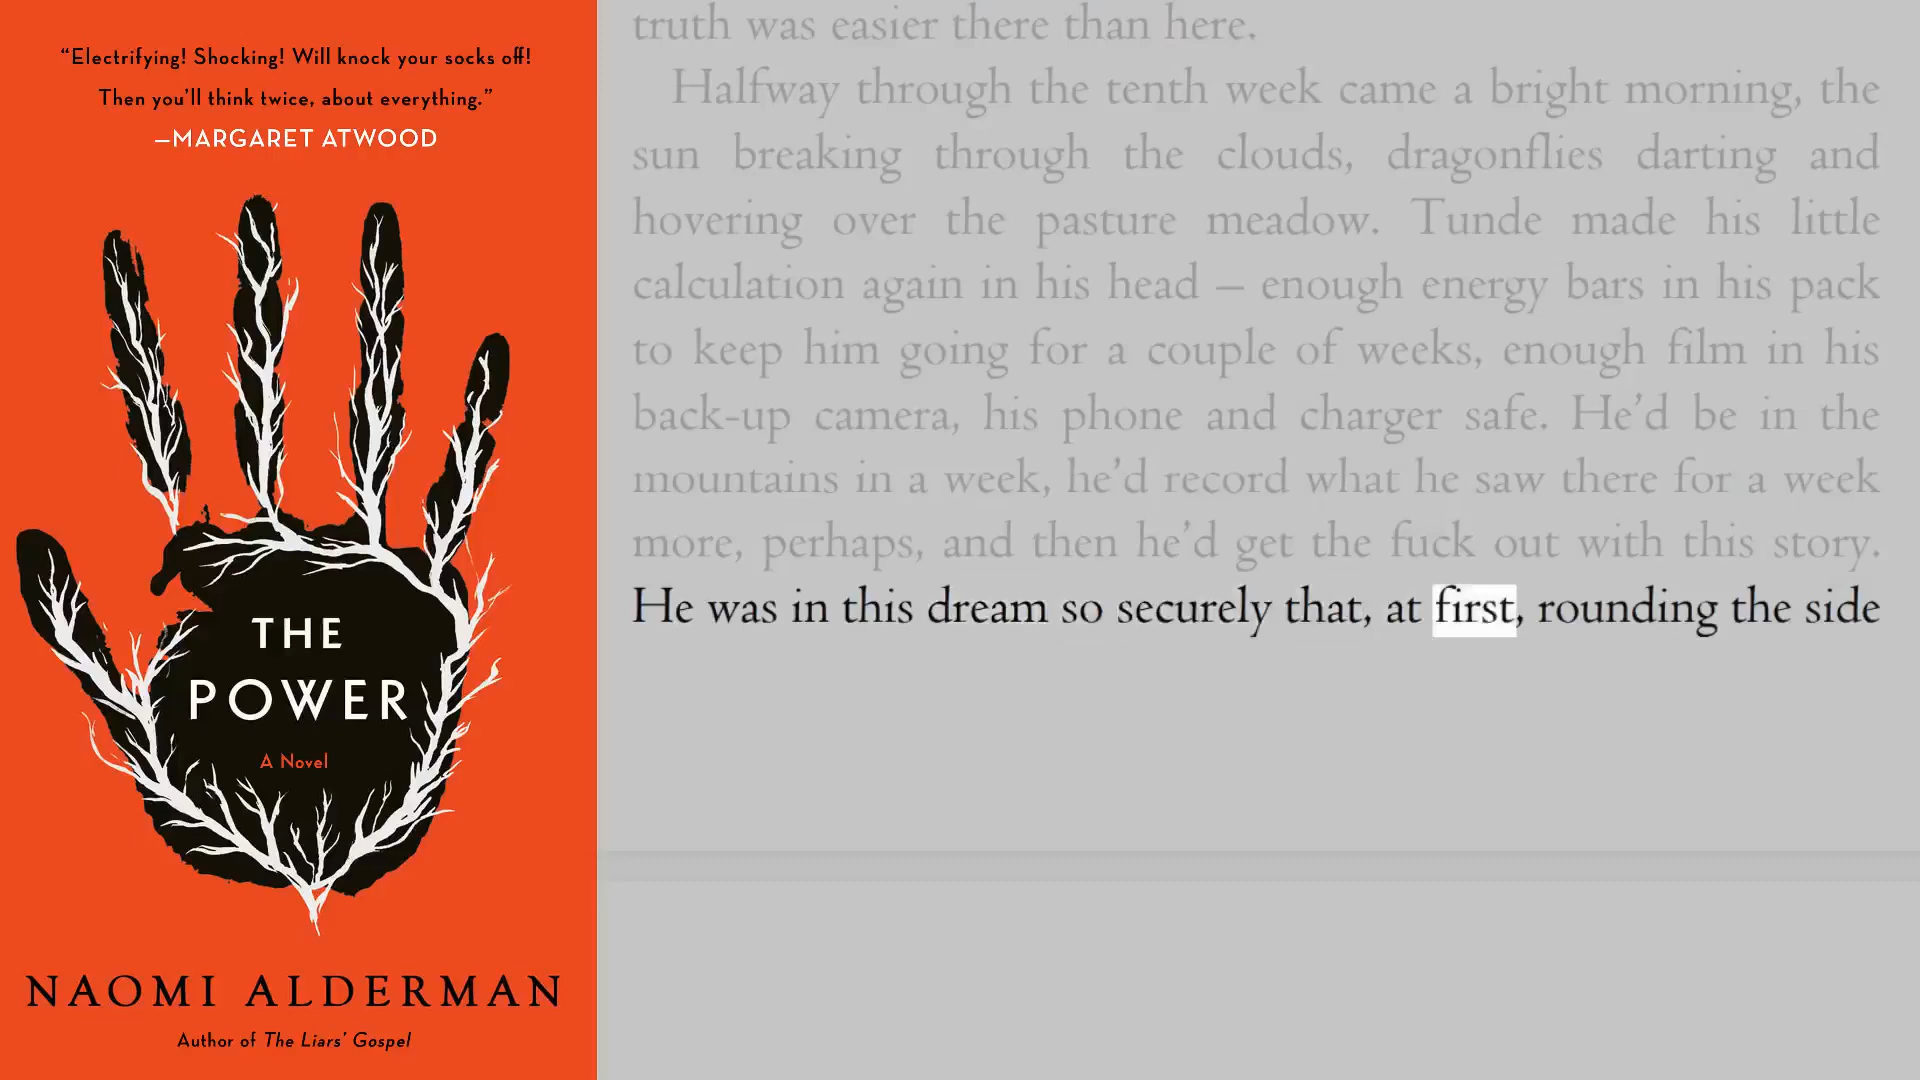 “Electrifying! Shocking! Will knock your socks off!
Then you’ll think twice, about everything.”
—MARGARET ATWOOD
THE
POWER
A Novel
NAOMI ALDERMAN
Author of The Liars’ Gospel
truth was easier there than here.
Halfway through the tenth week came a bright morning, the
sun breaking through the clouds, dragonflies darting and
hovering over the pasture meadow. Tunde made his little
calculation again in his head – enough energy bars in his pack
to keep him going for a couple of weeks, enough film in his
back-up camera, his phone and charger safe. He’d be in the
mountains in a week, he’d record what he saw there for a week
more, perhaps, and then he’d get the fuck out with this story.
He was in this dream so securely that, at first, rounding the side